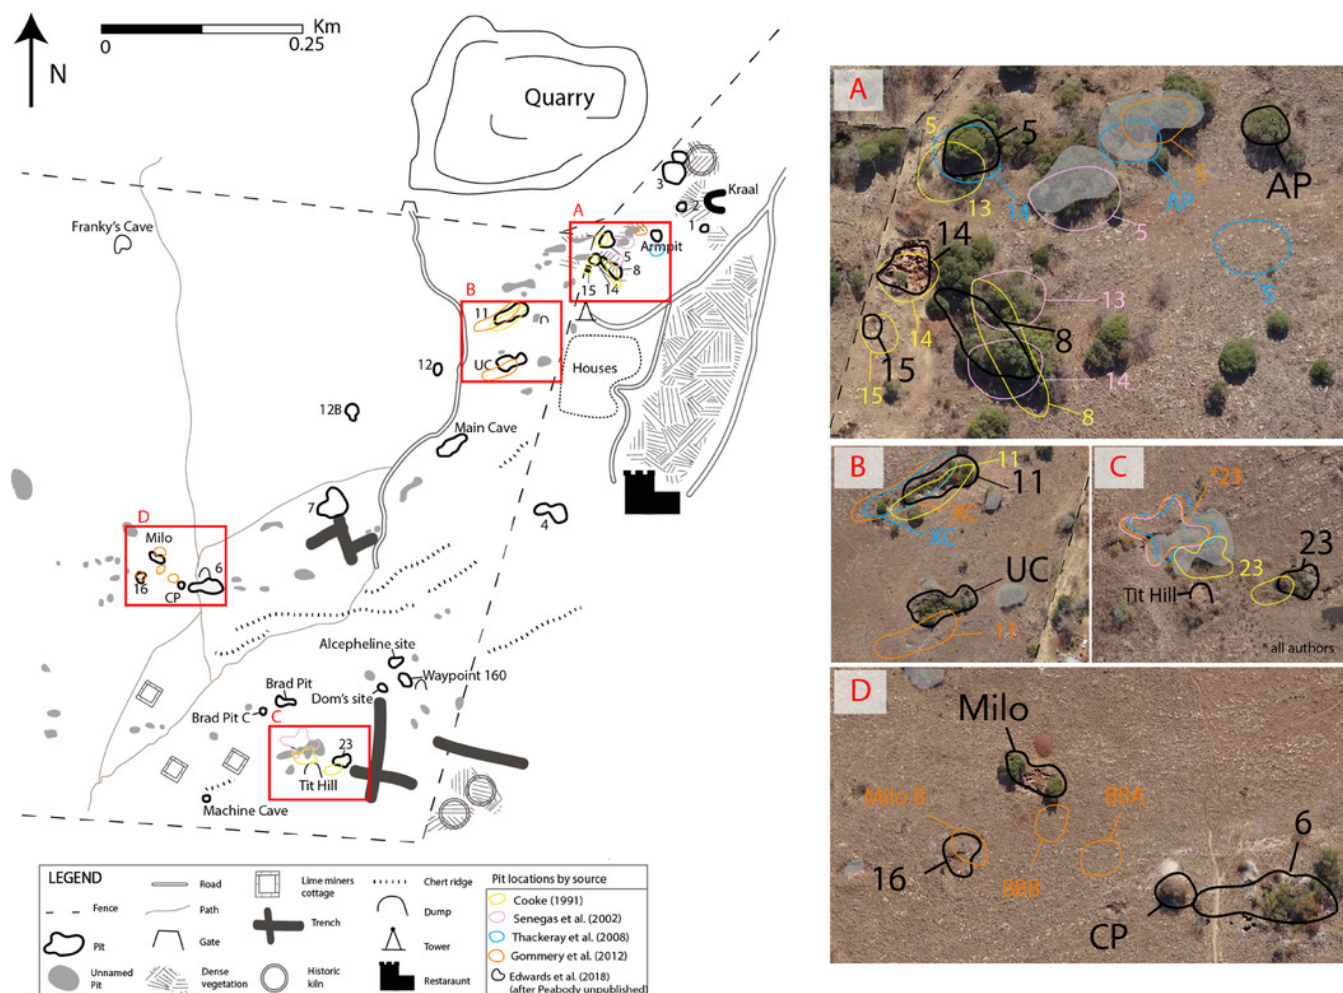 N
0
0.25
Km
Quarry
Franky's Cave
3
2
1
Kraal
A
Armpit
5
8
15
14
B
11
UC
n
12
12B
Houses
Main Cave
7
4
D
Milo
16
CP
6
Alcepheline site
Waypoint 160
Dom's site
Brad Pit
Brad Pit C
C
23
Tit Hill
Machine Cave
LEGEND
Fence
Pit
Unnamed
Pit
Road
Path
Gate
Dense
vegetation
Lime miners
cottage
Trench
Historic
kiln
Chert ridge
Dump
Tower
Restaraunt
Pit locations by source
Cooke (1991)
Senegas et al. (2002)
Thackeray et al. (2008)
Gommery et al. (2012)
Edwards et al. (2018)
(after Peabody unpublished)
A
5
5
13
14
5
AP
5
AP
5
14
14
15
15
13
8
14
8
B
11
11
XC
XC
UC
11
C
*23
23
23
Tit Hill
* all authors
D
Milo
Milo B
BBA
BBB
16
6
CP